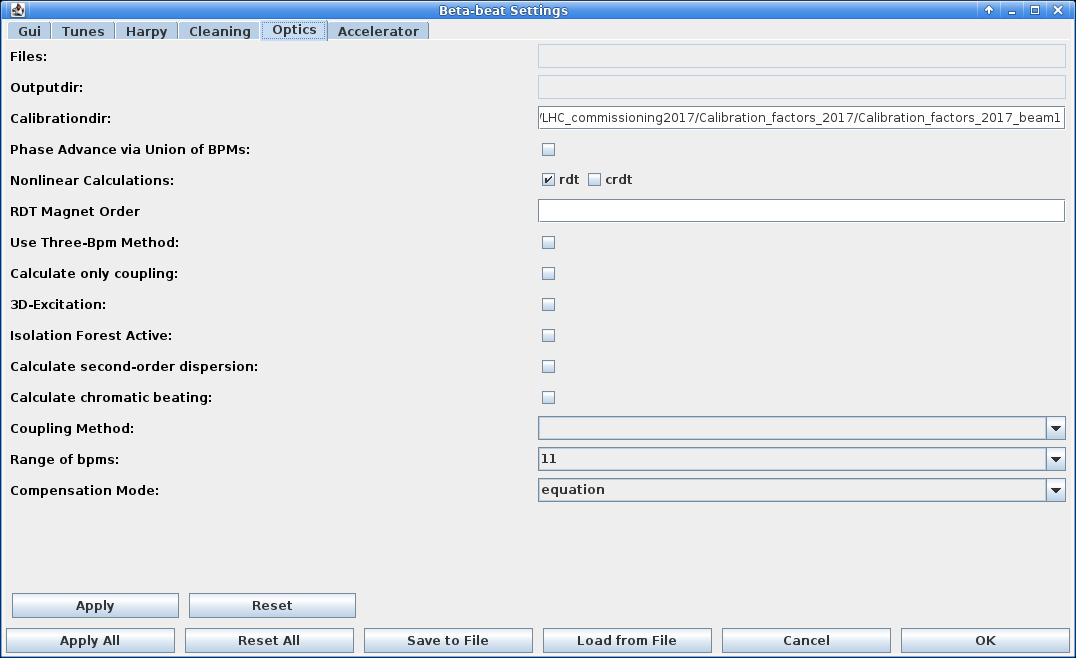 Beta-beat Settings
Gui Tunes Harpy Cleaning Optics Accelerator
Files:
Outputdir:
Calibrationdir: /LHC_commissioning2017/Calibration_factors_2017/Calibration_factors_2017_beam1
Phase Advance via Union of BPMs:
Nonlinear Calculations: rdt crdt
RDT Magnet Order
Use Three-Bpm Method:
Calculate only coupling:
3D-Excitation:
Isolation Forest Active:
Calculate second-order dispersion:
Calculate chromatic beating:
Coupling Method:
Range of bpms: 11
Compensation Mode: equation
Apply Reset
Apply All Reset All Save to File Load from File Cancel OK